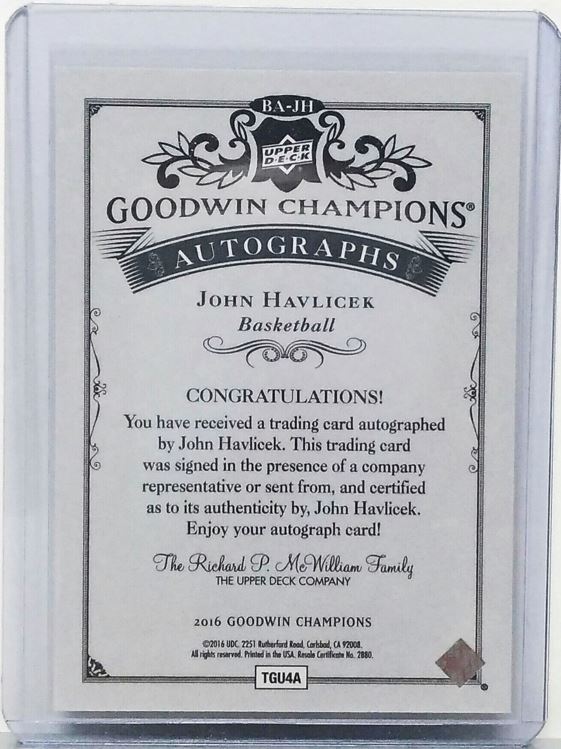 BA-JH
UPPER
D·E·C·K
GOODWIN CHAMPIONS®
AUTOGRAPHS
JOHN HAVLICEK
Basketball
CONGRATULATIONS!
You have received a trading card autographed
by John Havlicek. This trading card
was signed in the presence of a company
representative or sent from, and certified
as to its authenticity by, John Havlicek.
Enjoy your autograph card!
The Richard P. McWilliam Family
THE UPPER DECK COMPANY
2016 GOODWIN CHAMPIONS
©2016 UDC, 2251 Rutherford Road, Carlsbad, CA 92008.
All rights reserved. Printed in the USA. Resale Certificate No. 2880.
TGU4A